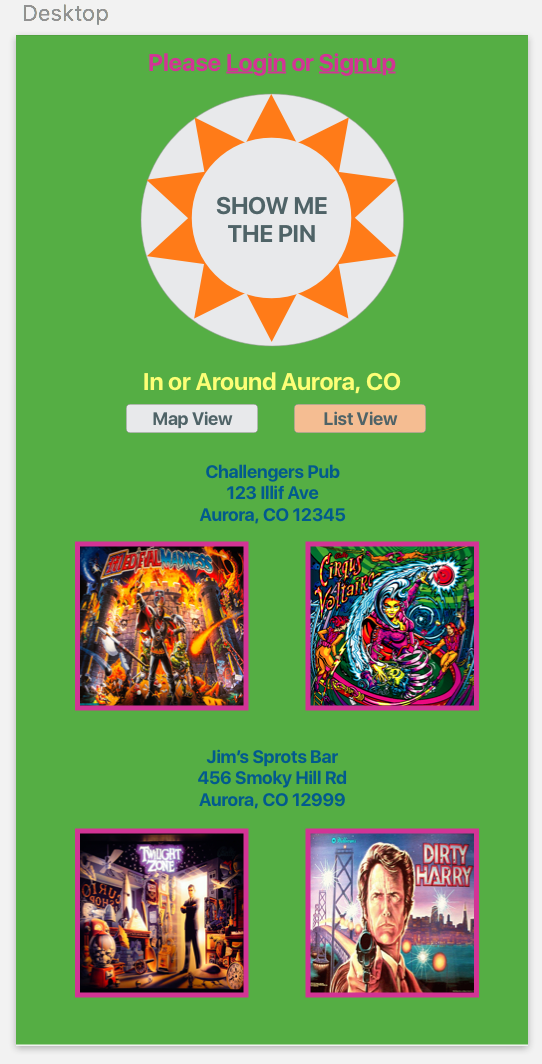 Desktop
Please Login or Signup
SHOW ME
THE PIN
In or Around Aurora, CO
Map View
List View
Challengers Pub
123 Illif Ave
Aurora, CO 12345
MEDIEVAL MADNESS
CIRQUS
VOLTAIRE
Jim's Sprots Bar
456 Smoky Hill Rd
Aurora, CO 12999
TWILIGHT
ZONE
DIRTY
HARRY